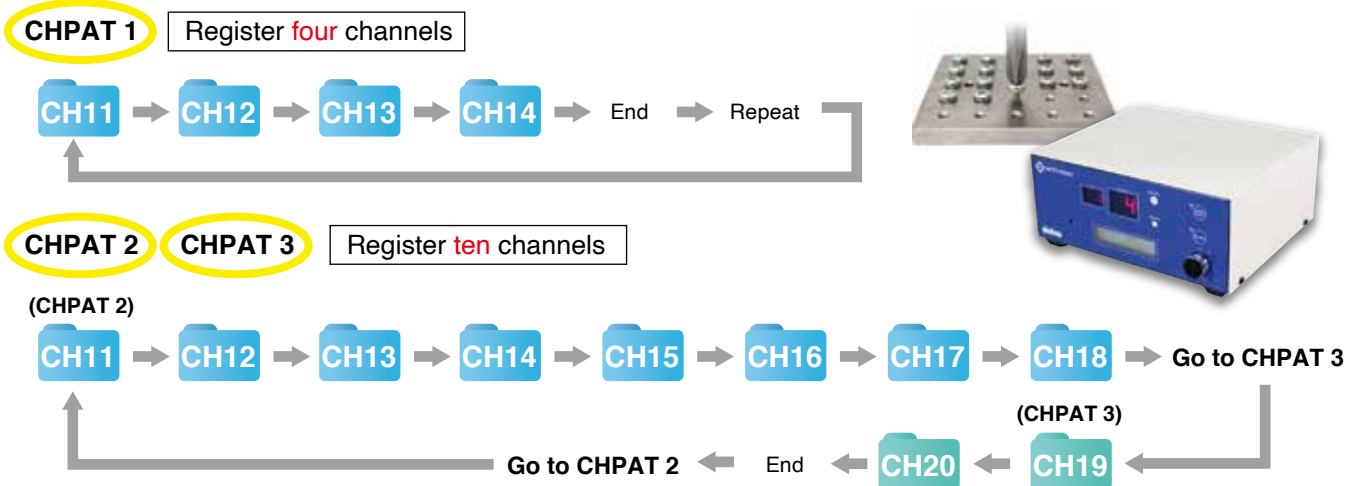 CHPAT 1 Register four channels
CH11 CH12 CH13 CH14 End Repeat
4
CHPAT 2 CHPAT 3 Register ten channels
(CHPAT 2)
CH11 CH12 CH13 CH14 CH15 CH16 CH17 CH18 Go to CHPAT 3
(CHPAT 3)
Go to CHPAT 2 End CH20 CH19